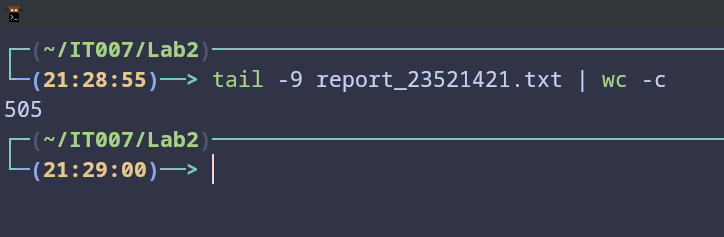 (~/IT007/Lab2)
(21:28:55)──> tail -9 report_23521421.txt | wc -c
505
(~/IT007/Lab2)
(21:29:00)──>